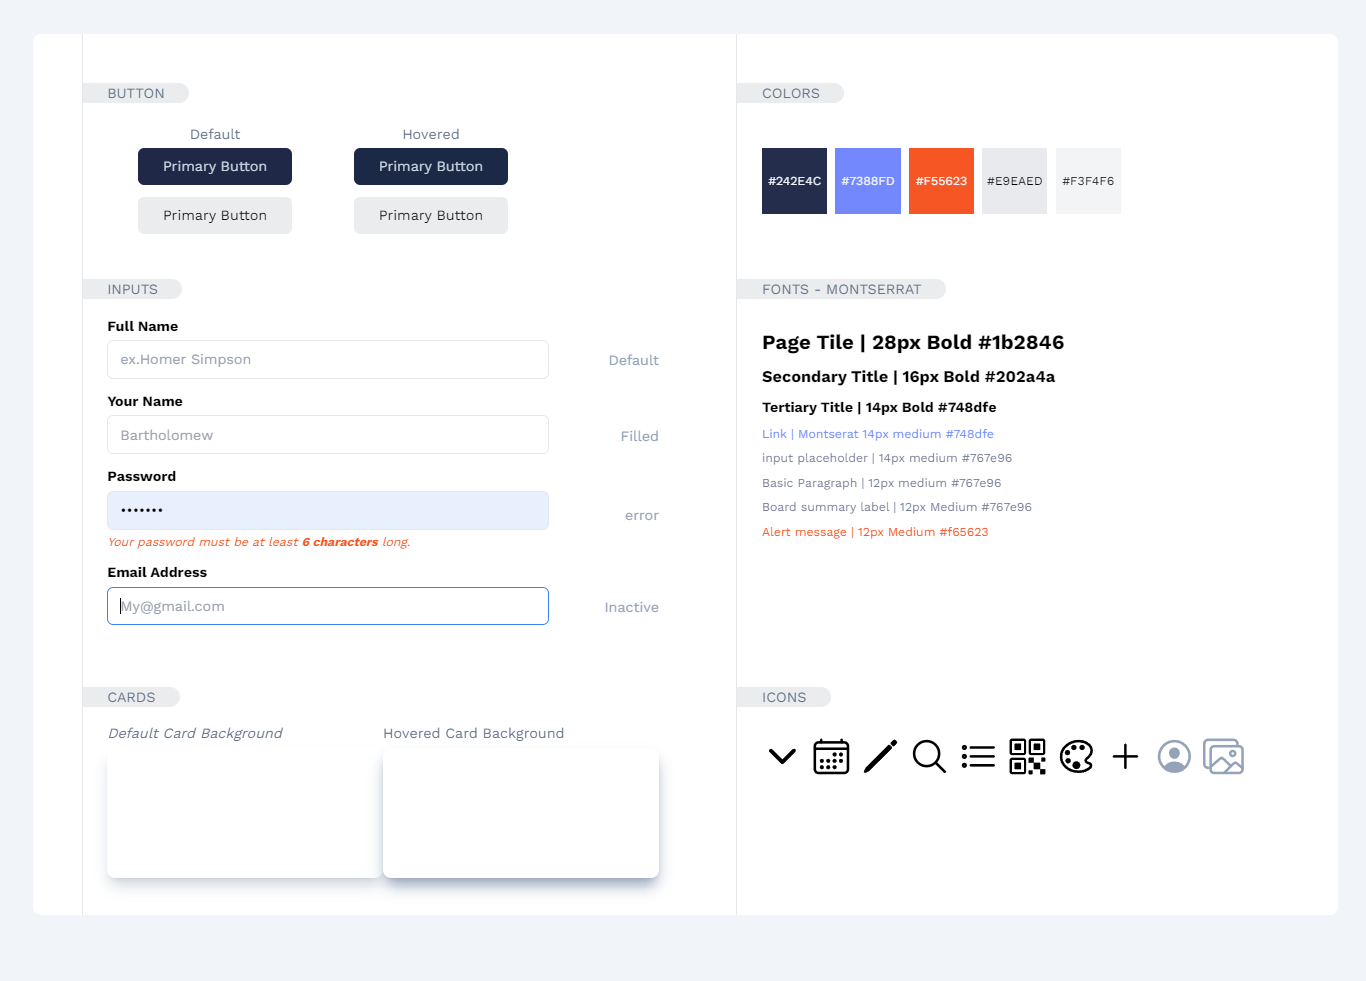 BUTTON
Default
Hovered
Primary Button
Primary Button
Primary Button
Primary Button
INPUTS
Full Name
ex.Homer Simpson
Default
Your Name
Bartholomew
Filled
Password
•••••••
error
Your password must be at least 6 characters long.
Email Address
My@gmail.com
Inactive
CARDS
Default Card Background
Hovered Card Background
COLORS
#242E4C
#7388FD
#F55623
#E9EAED
#F3F4F6
FONTS - MONTSERRAT
Page Tile | 28px Bold #1b2846
Secondary Title | 16px Bold #202a4a
Tertiary Title | 14px Bold #748dfe
Link | Montserat 14px medium #748dfe
input placeholder | 14px medium #767e96
Basic Paragraph | 12px medium #767e96
Board summary label | 12px Medium #767e96
Alert message | 12px Medium #f65623
ICONS